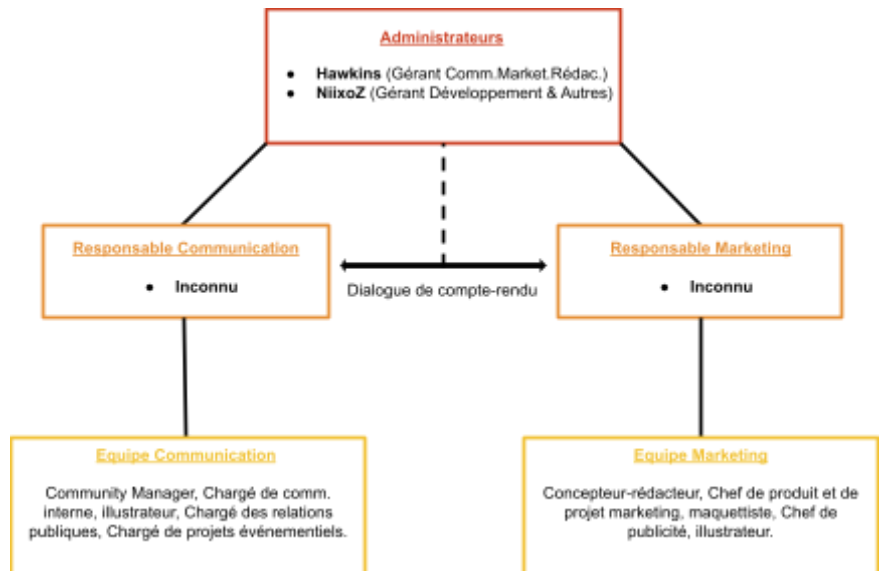 Administrateurs
● Hawkins (Gérant Comm.Market.Rédac.)
● NiixoZ (Gérant Développement & Autres)
Responsable Communication
● Inconnu
Dialogue de compte-rendu
Responsable Marketing
● Inconnu
Equipe Communication
Community Manager, Chargé de comm.
interne, illustrateur, Chargé des relations
publiques, Chargé de projets événementiels.
Equipe Marketing
Concepteur-rédacteur, Chef de produit et de
projet marketing, maquettiste, Chef de
publicité, illustrateur.